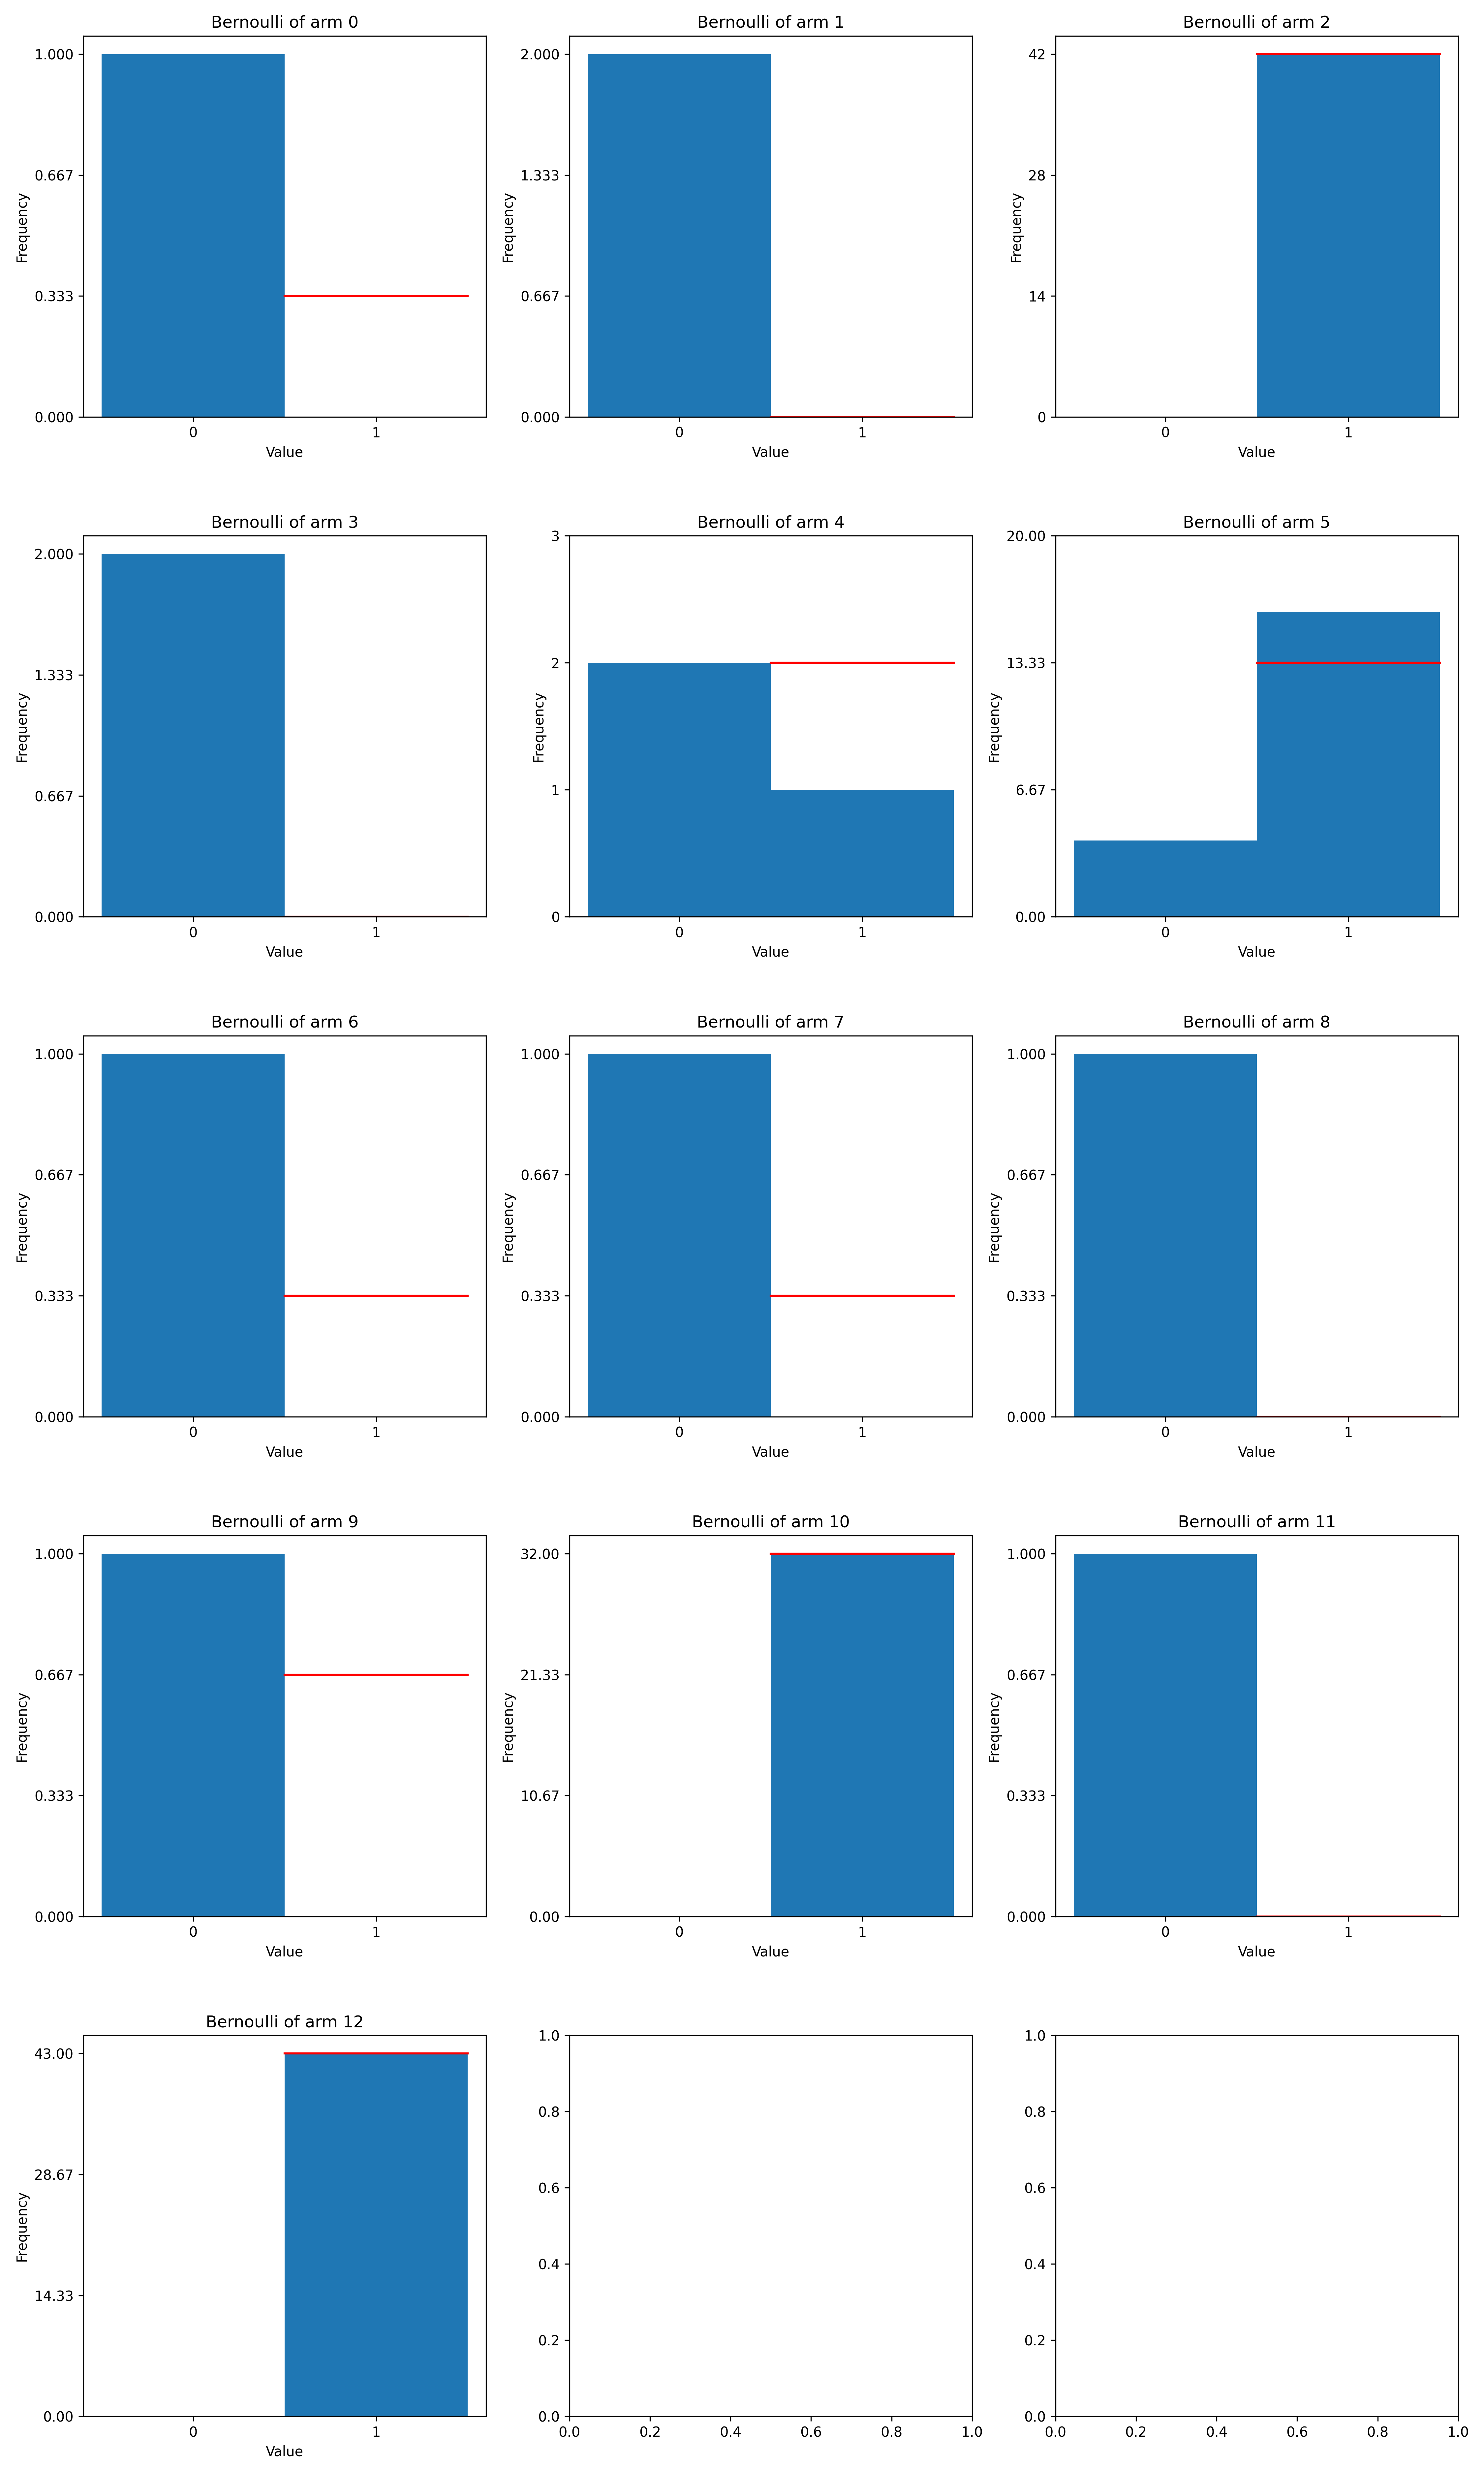 Bernoulli of arm 0
1.000
0.667
0.333
0.000
Frequency
0 1
Value
Bernoulli of arm 1
2.000
1.333
0.667
0.000
Frequency
0 1
Value
Bernoulli of arm 2
42
28
14
0
Frequency
0 1
Value
Bernoulli of arm 3
2.000
1.333
0.667
0.000
Frequency
0 1
Value
Bernoulli of arm 4
3
2
1
0
Frequency
0 1
Value
Bernoulli of arm 5
20.00
13.33
6.67
0.00
Frequency
0 1
Value
Bernoulli of arm 6
1.000
0.667
0.333
0.000
Frequency
0 1
Value
Bernoulli of arm 7
1.000
0.667
0.333
0.000
Frequency
0 1
Value
Bernoulli of arm 8
1.000
0.667
0.333
0.000
Frequency
0 1
Value
Bernoulli of arm 9
1.000
0.667
0.333
0.000
Frequency
0 1
Value
Bernoulli of arm 10
32.00
21.33
10.67
0.00
Frequency
0 1
Value
Bernoulli of arm 11
1.000
0.667
0.333
0.000
Frequency
0 1
Value
Bernoulli of arm 12
43.00
28.67
14.33
0.00
Frequency
0 1
Value
1.0
0.8
0.6
0.4
0.2
0.0
0.0 0.2 0.4 0.6 0.8 1.0
1.0
0.8
0.6
0.4
0.2
0.0
0.0 0.2 0.4 0.6 0.8 1.0